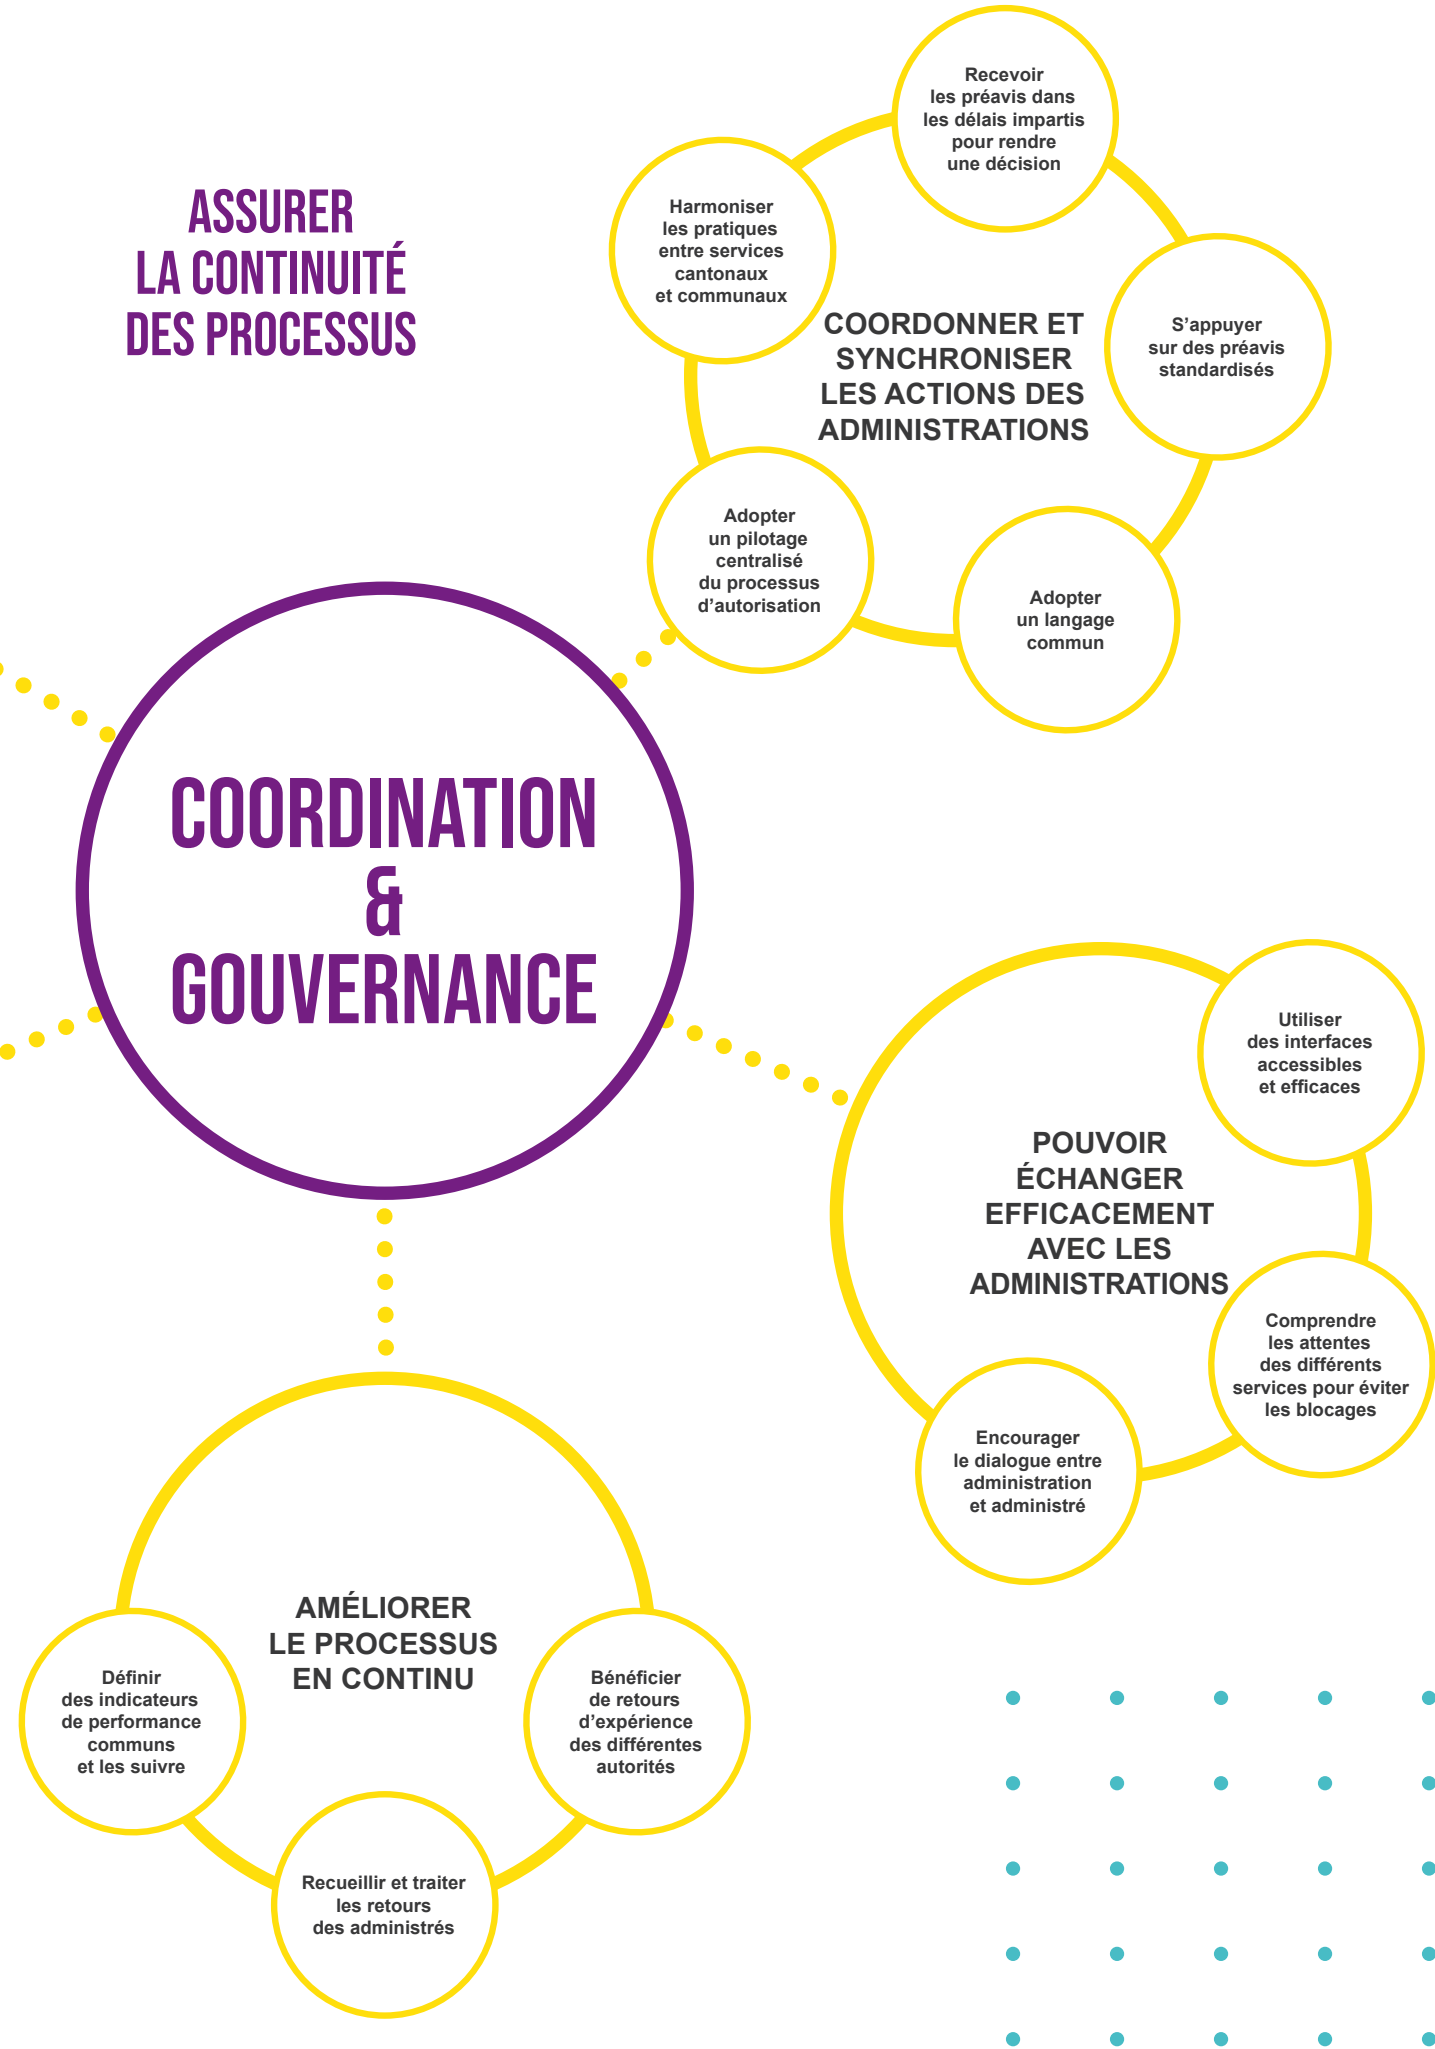 ASSURER
LA CONTINUITÉ
DES PROCESSUS
Recevoir
les préavis dans
les délais impartis
pour rendre
une décision
Harmoniser
les pratiques
entre services
cantonaux
et communaux
COORDONNER ET
SYNCHRONISER
LES ACTIONS DES
ADMINISTRATIONS
S’appuyer
sur des préavis
standardisés
Adopter
un pilotage
centralisé
du processus
d’autorisation
Adopter
un langage
commun
COORDINATION
&
GOUVERNANCE
Utiliser
des interfaces
accessibles
et efficaces
POUVOIR
ÉCHANGER
EFFICACEMENT
AVEC LES
ADMINISTRATIONS
Comprendre
les attentes
des différents
services pour éviter
les blocages
Encourager
le dialogue entre
administration
et administré
AMÉLIORER
LE PROCESSUS
EN CONTINU
Définir
des indicateurs
de performance
communs
et les suivre
Bénéficier
de retours
d’expérience
des différentes
autorités
Recueillir et traiter
les retours
des administrés